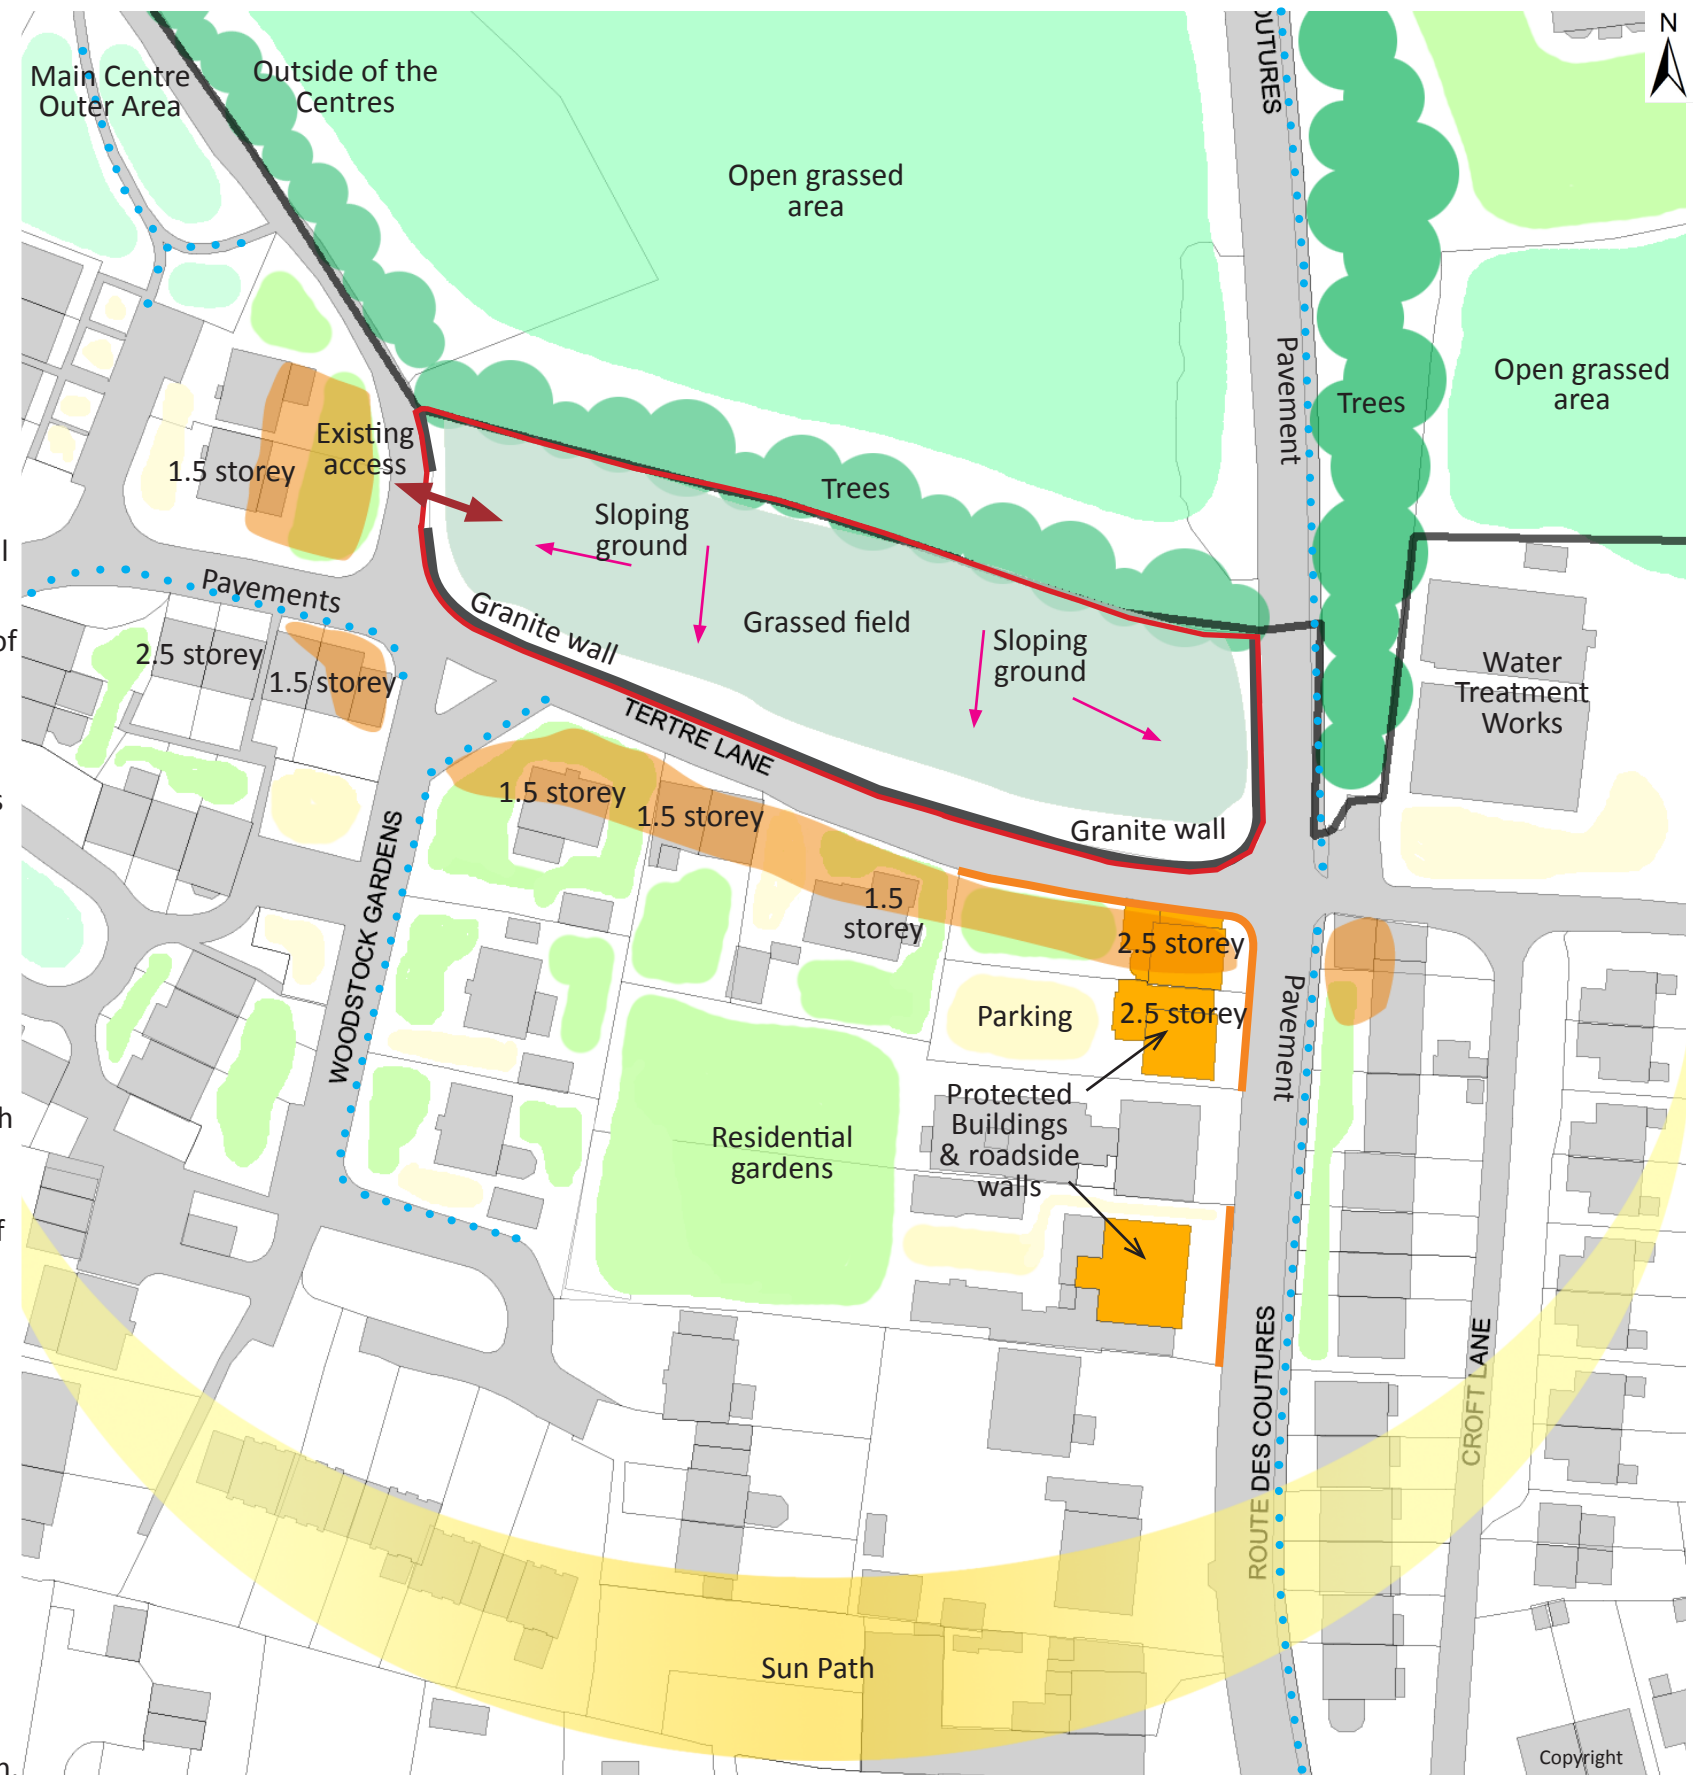 N
Main Centre
Outer Area
Outside of the
Centres
OUTURES
Open grassed
area
Pavement
Trees
Open grassed
area
Existing
access
1.5 storey
Trees
Sloping
ground
Pavements
Granite wall
Grassed field
Sloping
ground
2.5 storey
1.5 storey
Water
Treatment
Works
TERTRE LANE
1.5 storey
1.5 storey
Granite wall
WOODSTOCK GARDENS
1.5
storey
2.5 storey
Parking
2.5 storey
Pavement
Protected
Buildings
& roadside
walls
Residential
gardens
ROUTE DES COUTURES
CROFT LANE
Sun Path
Copyright
l
of
s
h
f
n.